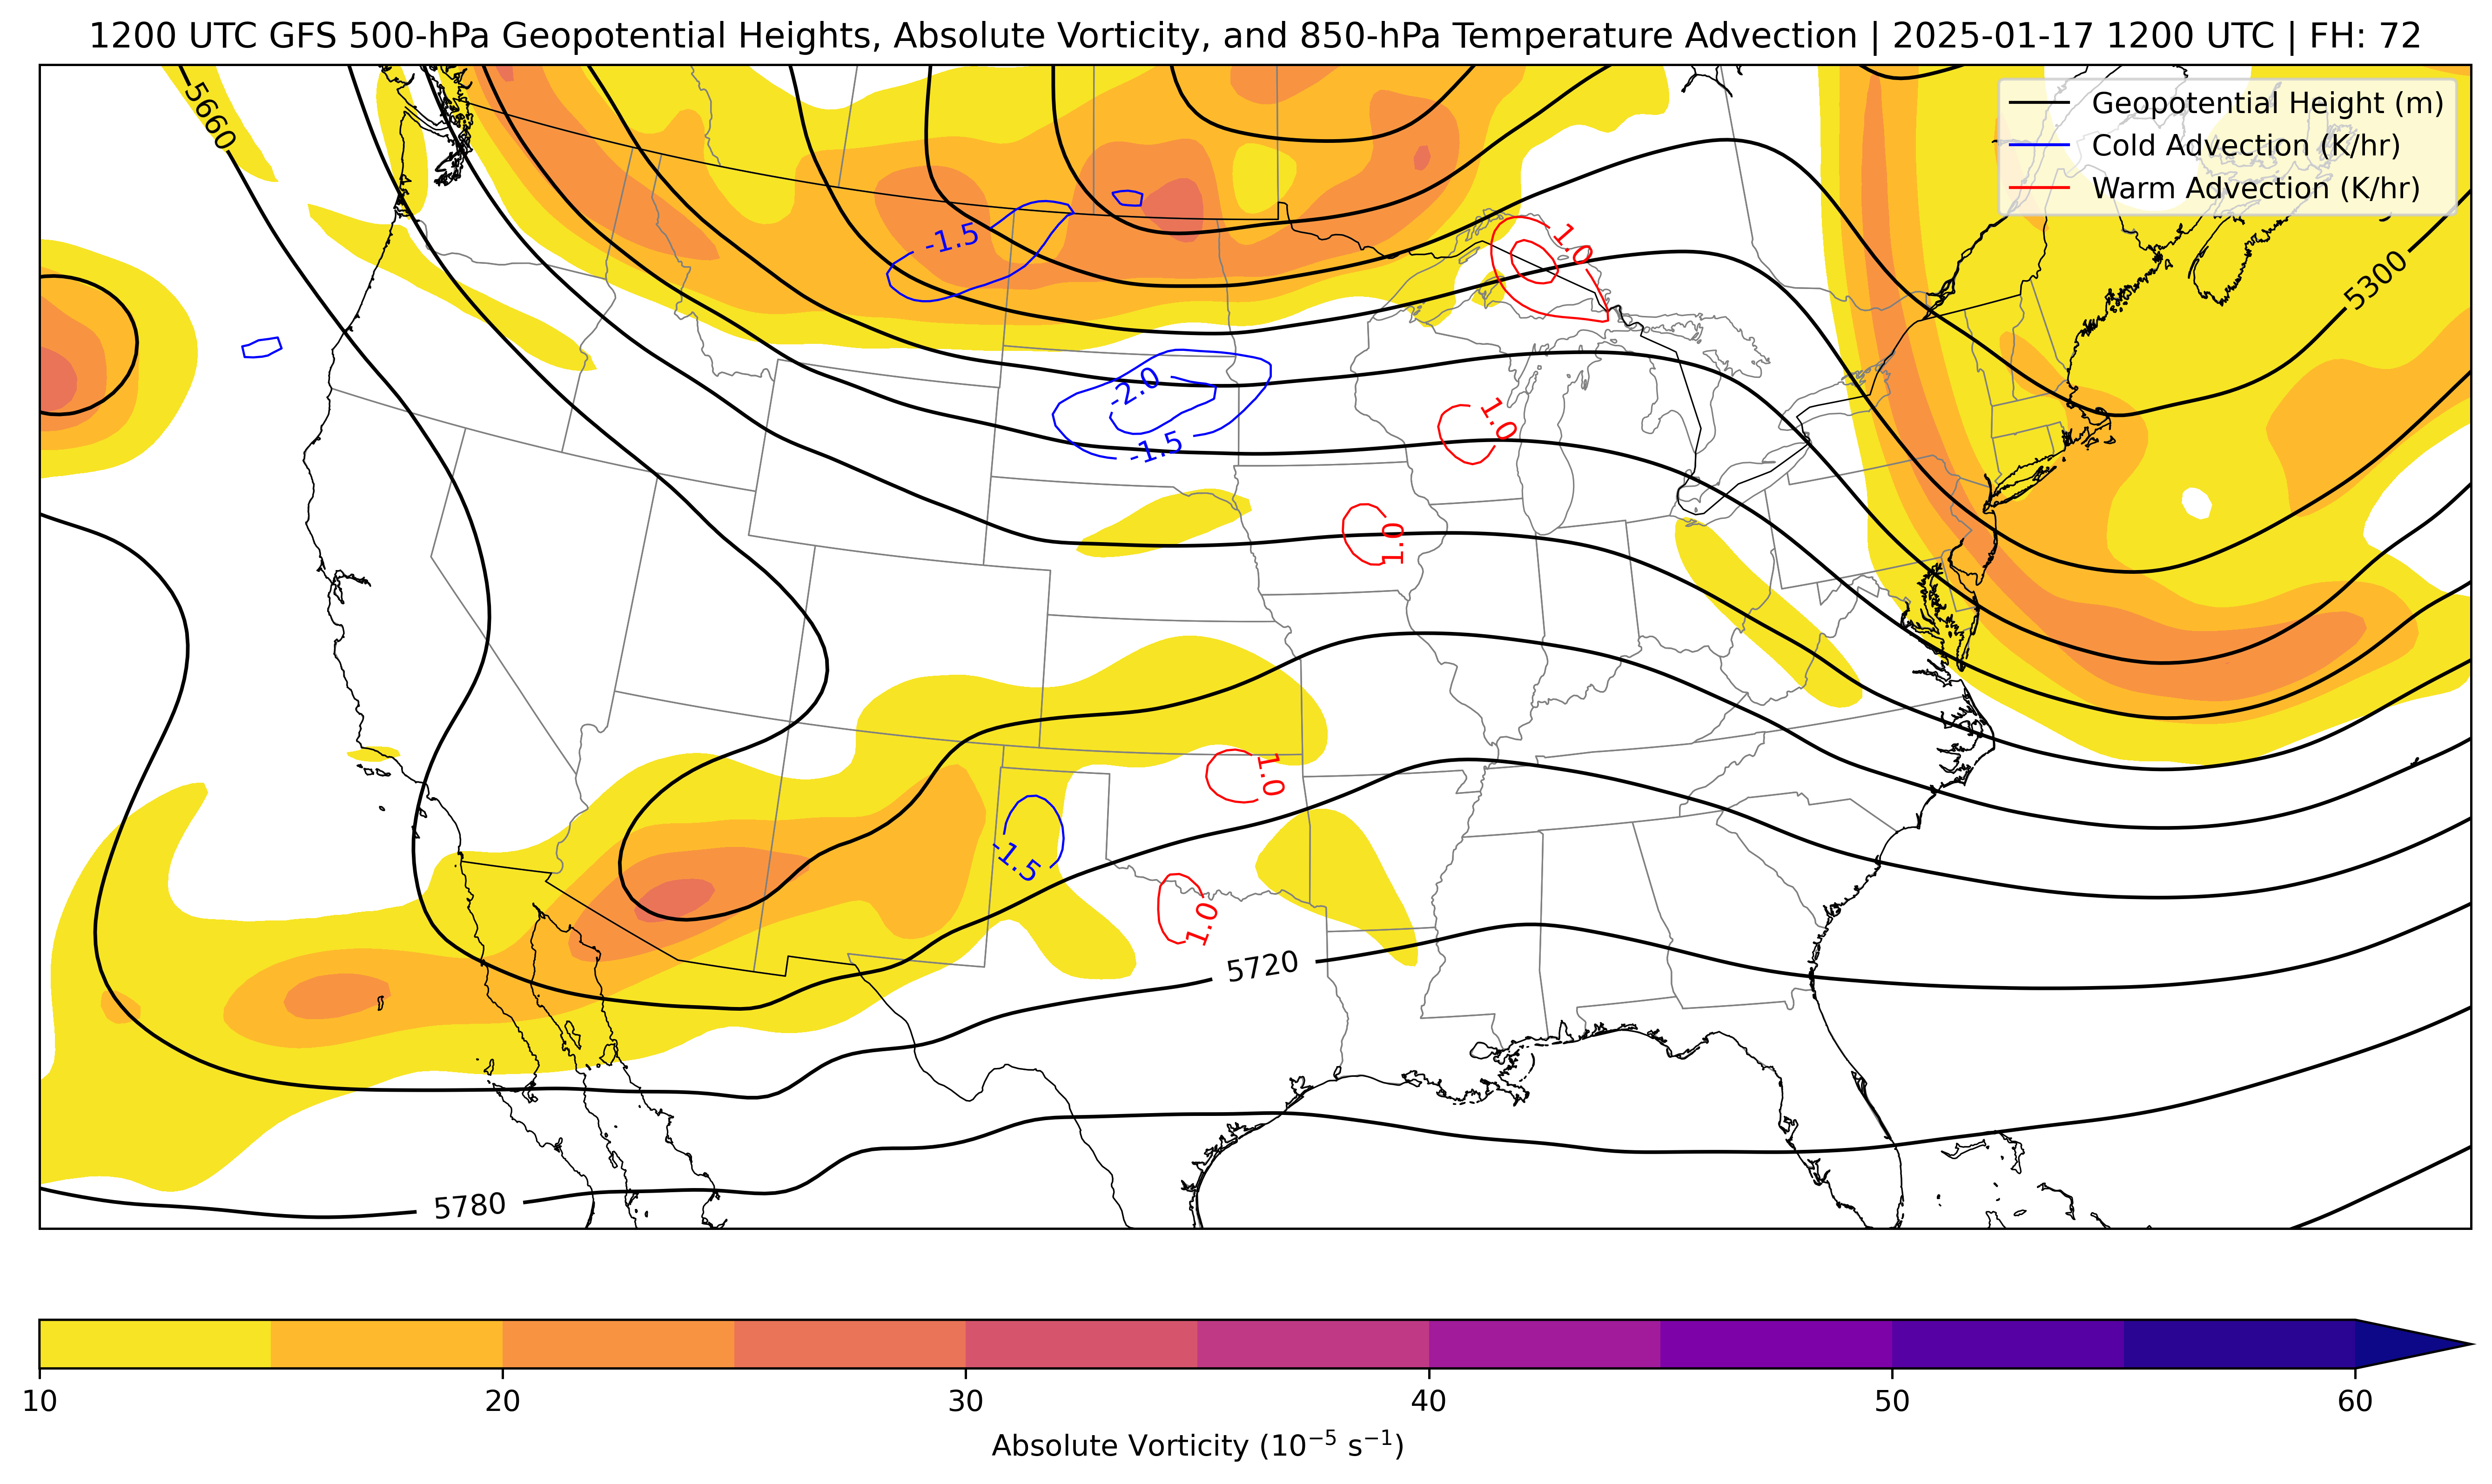 1200 UTC GFS 500-hPa Geopotential Heights, Absolute Vorticity, and 850-hPa Temperature Advection | 2025-01-17 1200 UTC | FH: 72
Geopotential Height (m)
Cold Advection (K/hr)
Warm Advection (K/hr)
5660
-1.5
1.0
5300
-2.0
-1.5
1.0
1.0
1.0
-1.5
1.0
5720
5780
10 20 30 40 50 60
Absolute Vorticity (10⁻⁵ s⁻¹)